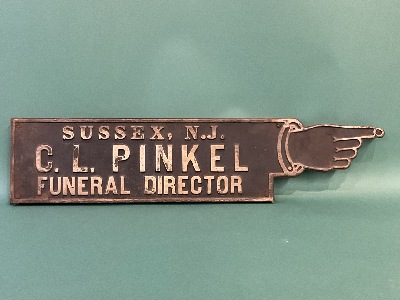 SUSSEX, N.J.
C. L. PINKEL
FUNERAL DIRECTOR